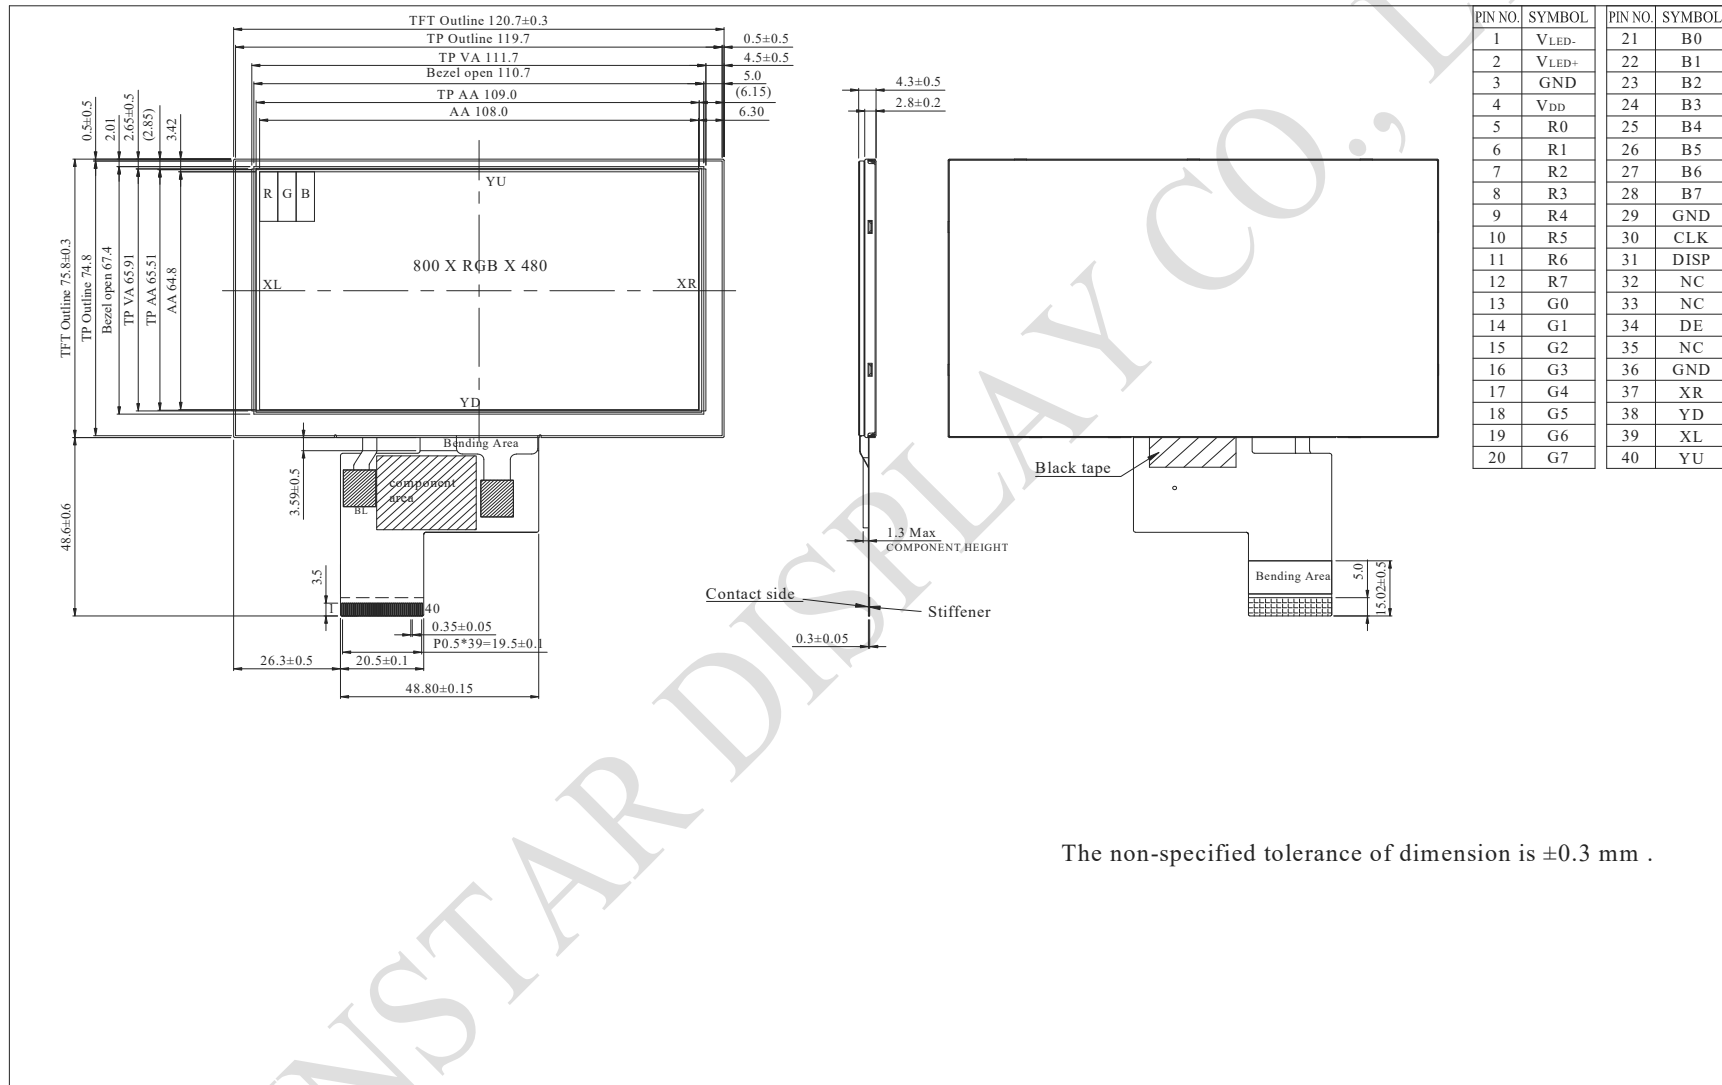 TFT Outline 120.7±0.3
TP Outline 119.7
0.5±0.5
TP VA 111.7
4.5±0.5
Bezel open 110.7
5.0
TP AA 109.0
(6.15)
AA 108.0
6.30
0.5±0.5
2.01
2.65±0.5
(2.85)
3.42
TFT Outline 75.8±0.3
TP Outline 74.8
Bezel open 67.4
TP VA 65.91
TP AA 65.51
AA 64.8
R G B
YU
800 X RGB X 480
XL
XR
YD
Bending Area
component
area
BL
3.59±0.5
48.6±0.6
3.5
1
40
0.35±0.05
P0.5*39=19.5±0.1
26.3±0.5
20.5±0.1
48.80±0.15
4.3±0.5
2.8±0.2
1.3 Max
COMPONENT HEIGHT
Contact side
Stiffener
0.3±0.05
Black tape
Bending Area
5.0
15.02±0.5
PIN NO. SYMBOL PIN NO. SYMBOL
1 VLED- 21 B0
2 VLED+ 22 B1
3 GND 23 B2
4 VDD 24 B3
5 R0 25 B4
6 R1 26 B5
7 R2 27 B6
8 R3 28 B7
9 R4 29 GND
10 R5 30 CLK
11 R6 31 DISP
12 R7 32 NC
13 G0 33 NC
14 G1 34 DE
15 G2 35 NC
16 G3 36 GND
17 G4 37 XR
18 G5 38 YD
19 G6 39 XL
20 G7 40 YU
The non-specified tolerance of dimension is ±0.3 mm .
NSTAR DISPLAY CO., L